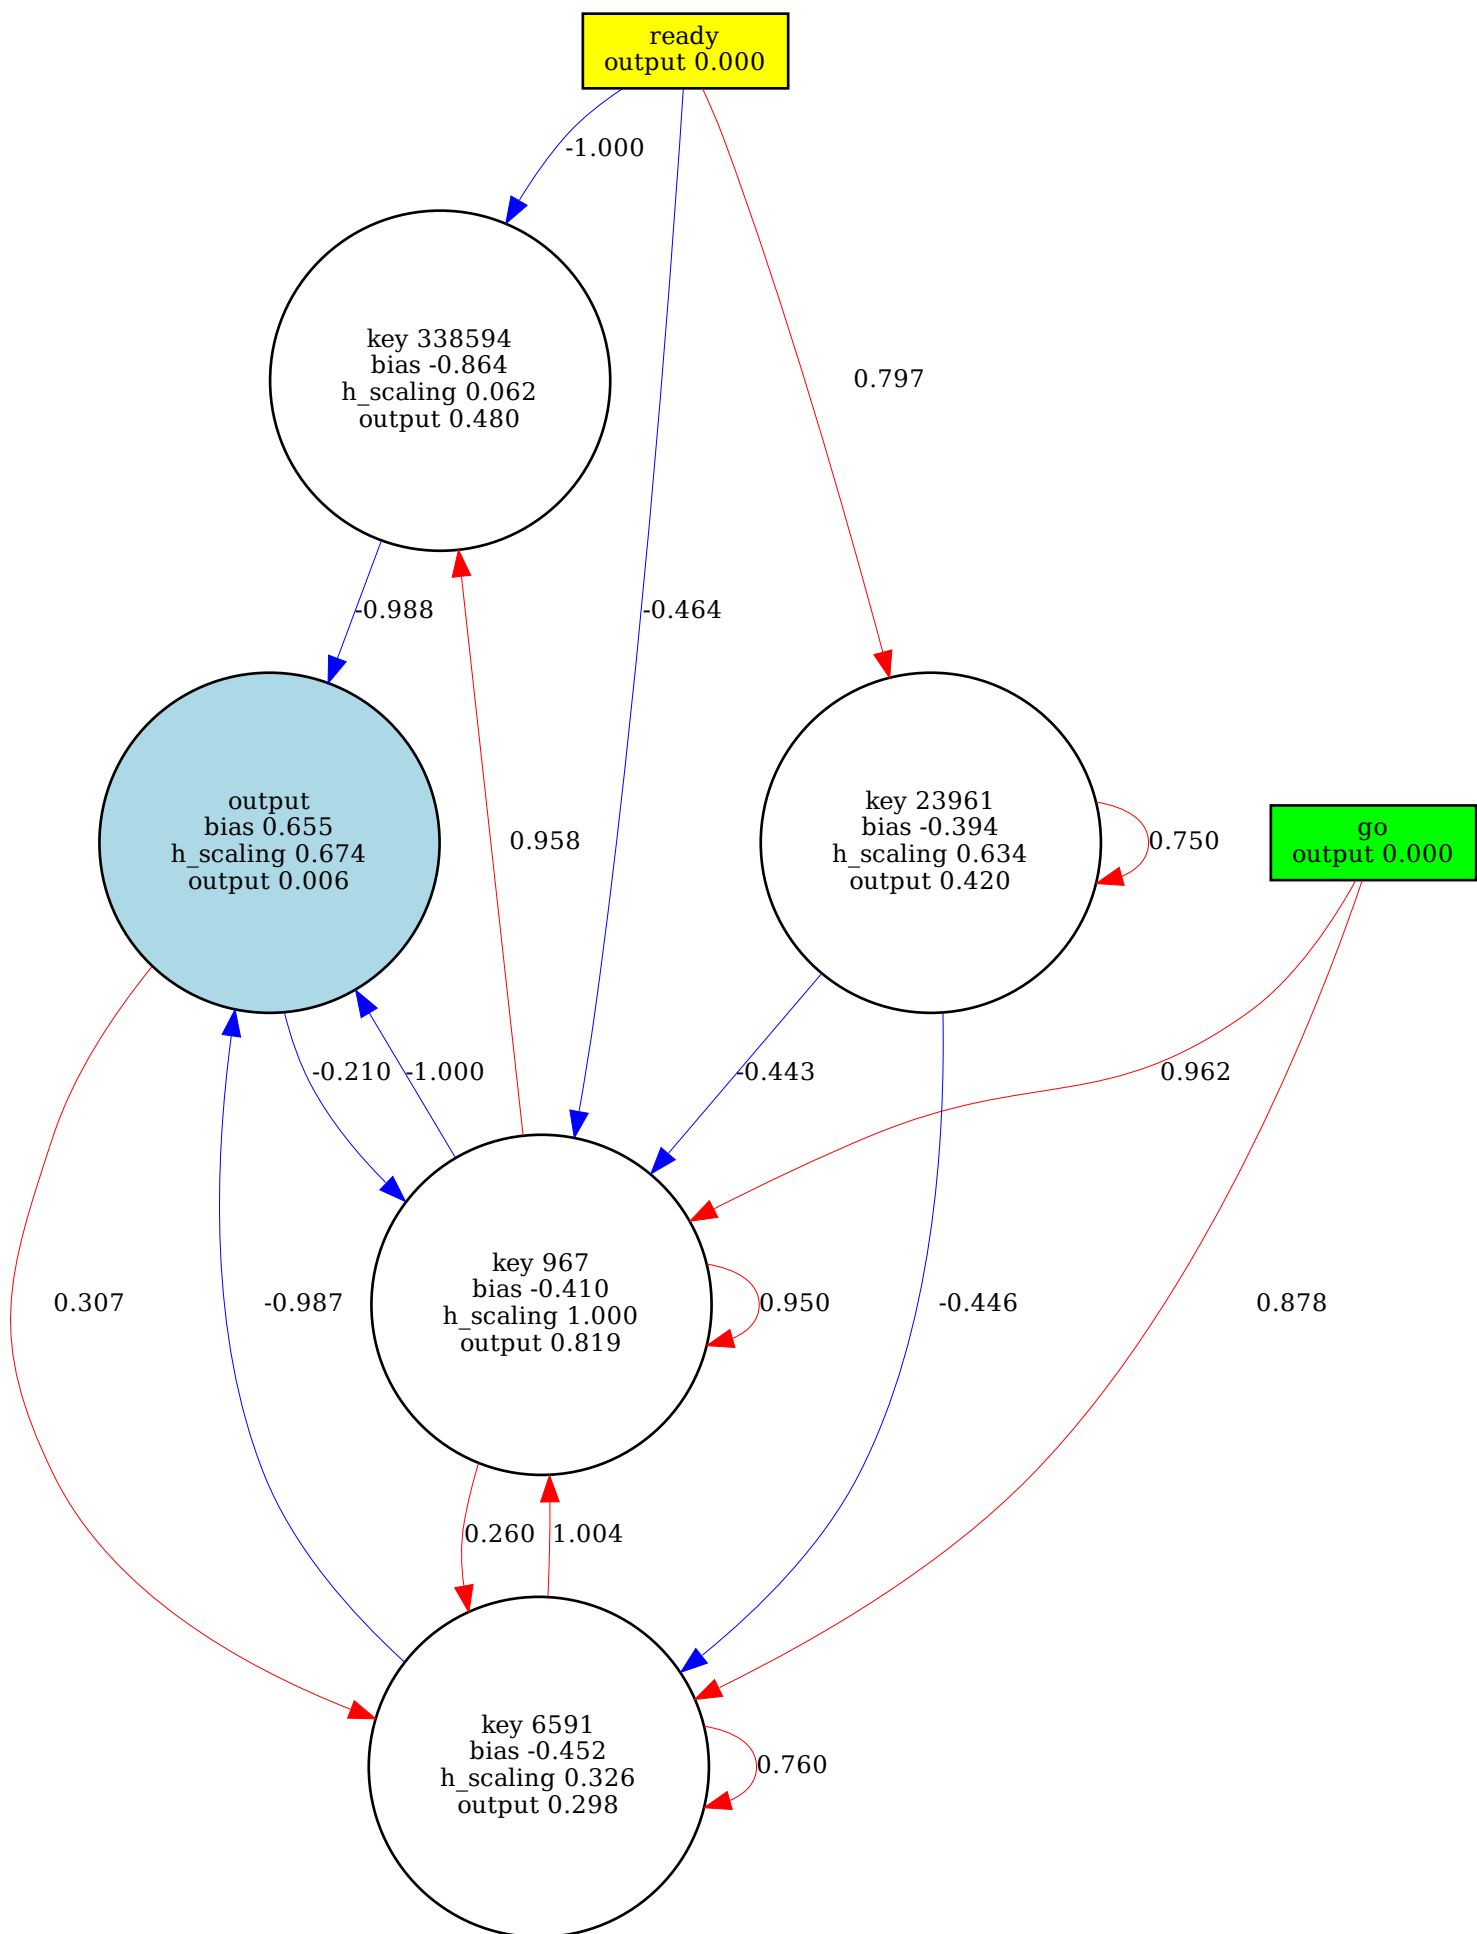 ready
output 0.000
-1.000
key 338594
bias -0.864
h_scaling 0.062
output 0.480
0.797
-0.988
-0.464
output
bias 0.655
h_scaling 0.674
output 0.006
0.958
key 23961
bias -0.394
h_scaling 0.634
output 0.420
0.750
go
output 0.000
-0.210
-1.000
-0.443
0.962
0.307
-0.987
key 967
bias -0.410
h_scaling 1.000
output 0.819
0.950
-0.446
0.878
0.260
1.004
key 6591
bias -0.452
h_scaling 0.326
output 0.298
0.760